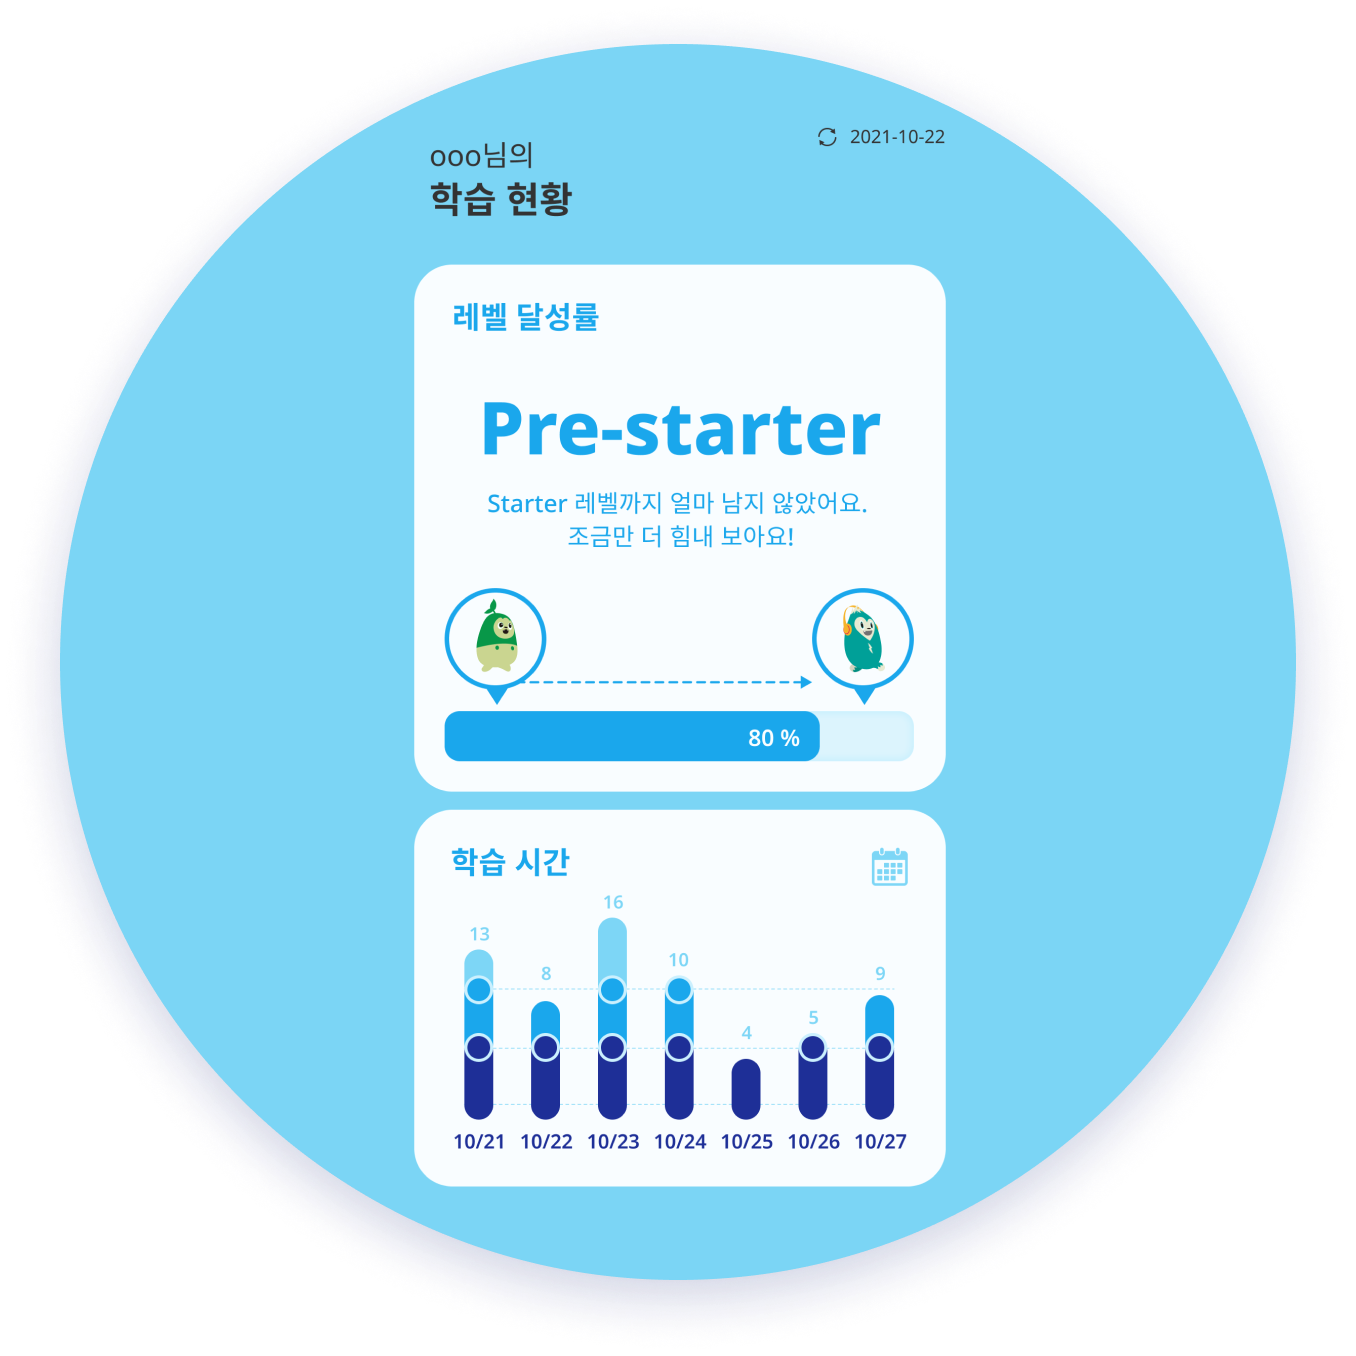 ooo님의
2021-10-22
학습 현황
레벨 달성률
Pre-starter
Starter 레벨까지 얼마 남지 않았어요.
조금만 더 힘내 보아요!
80 %
학습 시간
13 8 16 10 4 5 9
10/21 10/22 10/23 10/24 10/25 10/26 10/27